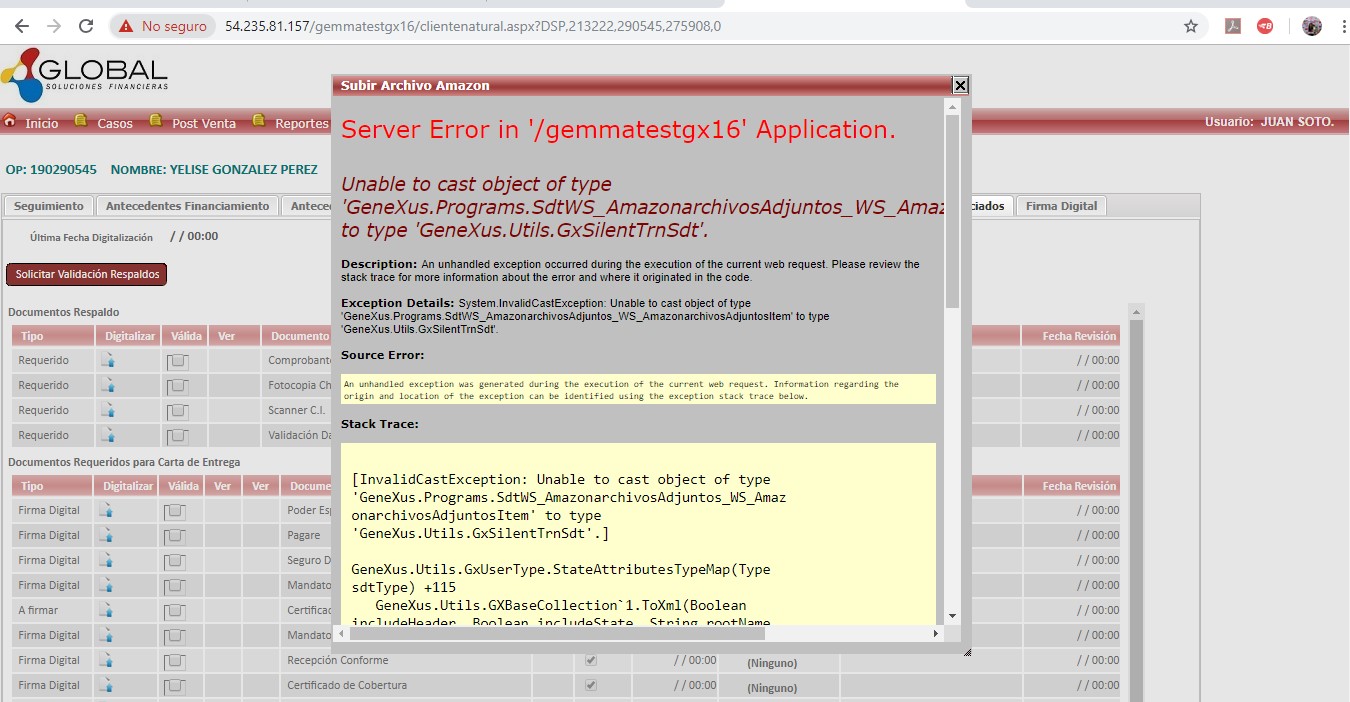 No seguro
54.235.81.157/gemmatestgx16/clientenatural.aspx?DSP,213222,290545,275908,0
GLOBAL
SOLUCIONES FINANCIERAS
Inicio Casos Post Venta Reportes
Usuario: JUAN SOTO.
OP: 190290545 NOMBRE: YELISE GONZALEZ PEREZ
Seguimiento Antecedentes Financiamiento Antece ciados Firma Digital
Última Fecha Digitalización / / 00:00
Solicitar Validación Respaldos
Documentos Respaldo
Tipo Digitalizar Válida Ver Documento Fecha Revisión
Requerido Comprobant / / 00:00
Requerido Fotocopia Ch / / 00:00
Requerido Scanner C.I. / / 00:00
Requerido Validación Da / / 00:00
Documentos Requeridos para Carta de Entrega
Tipo Digitalizar Válida Ver Ver Docume Fecha Revisión
Firma Digital Poder Esp / / 00:00
Firma Digital Pagare / / 00:00
Firma Digital Seguro D / / 00:00
Firma Digital Mandato / / 00:00
A firmar Certificac / / 00:00
Firma Digital Mandato / / 00:00
Firma Digital Recepción Conforme / / 00:00 (Ninguno) / / 00:00
Firma Digital Certificado de Cobertura / / 00:00 (Ninguno) / / 00:00
Subir Archivo Amazon
Server Error in '/gemmatestgx16' Application.
Unable to cast object of type
'GeneXus.Programs.SdtWS_AmazonarchivosAdjuntos_WS_Amaz
to type 'GeneXus.Utils.GxSilentTrnSdt'.
Description: An unhandled exception occurred during the execution of the current web request. Please review the
stack trace for more information about the error and where it originated in the code.
Exception Details: System.InvalidCastException: Unable to cast object of type
'GeneXus.Programs.SdtWS_AmazonarchivosAdjuntos_WS_AmazonarchivosAdjuntosItem' to type
'GeneXus.Utils.GxSilentTrnSdt'.
Source Error:
An unhandled exception was generated during the execution of the current web request. Information regarding the
origin and location of the exception can be identified using the exception stack trace below.
Stack Trace:
[InvalidCastException: Unable to cast object of type
'GeneXus.Programs.SdtWS_AmazonarchivosAdjuntos_WS_Amaz
onarchivosAdjuntosItem' to type
'GeneXus.Utils.GxSilentTrnSdt'.]
GeneXus.Utils.GxUserType.StateAttributesTypeMap(Type
sdtType) +115
GeneXus.Utils.GXBaseCollection`1.ToXml(Boolean
includeHeader, Boolean includeState, String rootName,